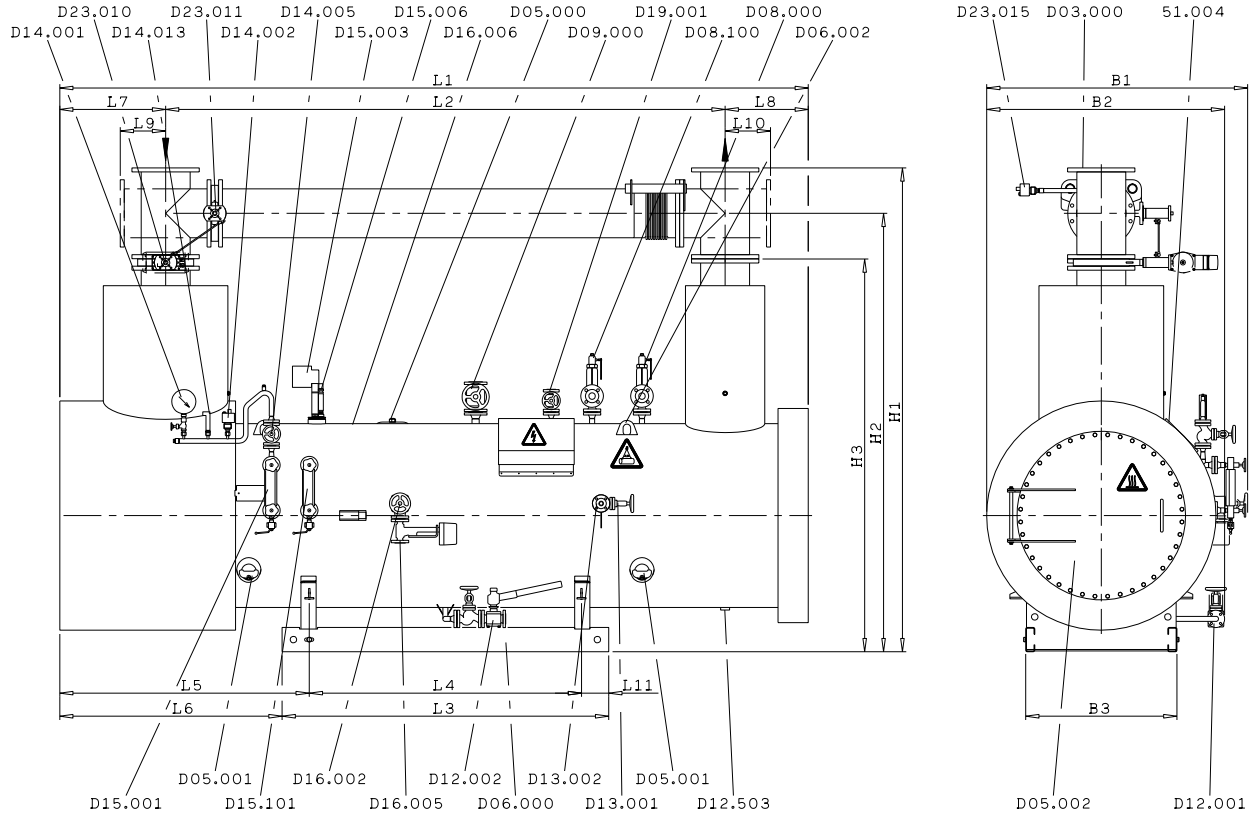 D23.010 D23.011 D14.005 D15.006 D05.000 D19.001 D08.000 D23.015 D03.000 51.004
D14.001 D14.013 D14.002 D15.003 D16.006 D09.000 D08.100 D06.002
L1 B1
L7 L2 L8 B2
L9 L10
H1
H2
H3
L5 L4 L11
L6 L3 B3
D05.001 D16.002 D12.002 D13.002 D05.001
D15.001 D15.101 D16.005 D06.000 D13.001 D12.503 D05.002 D12.001